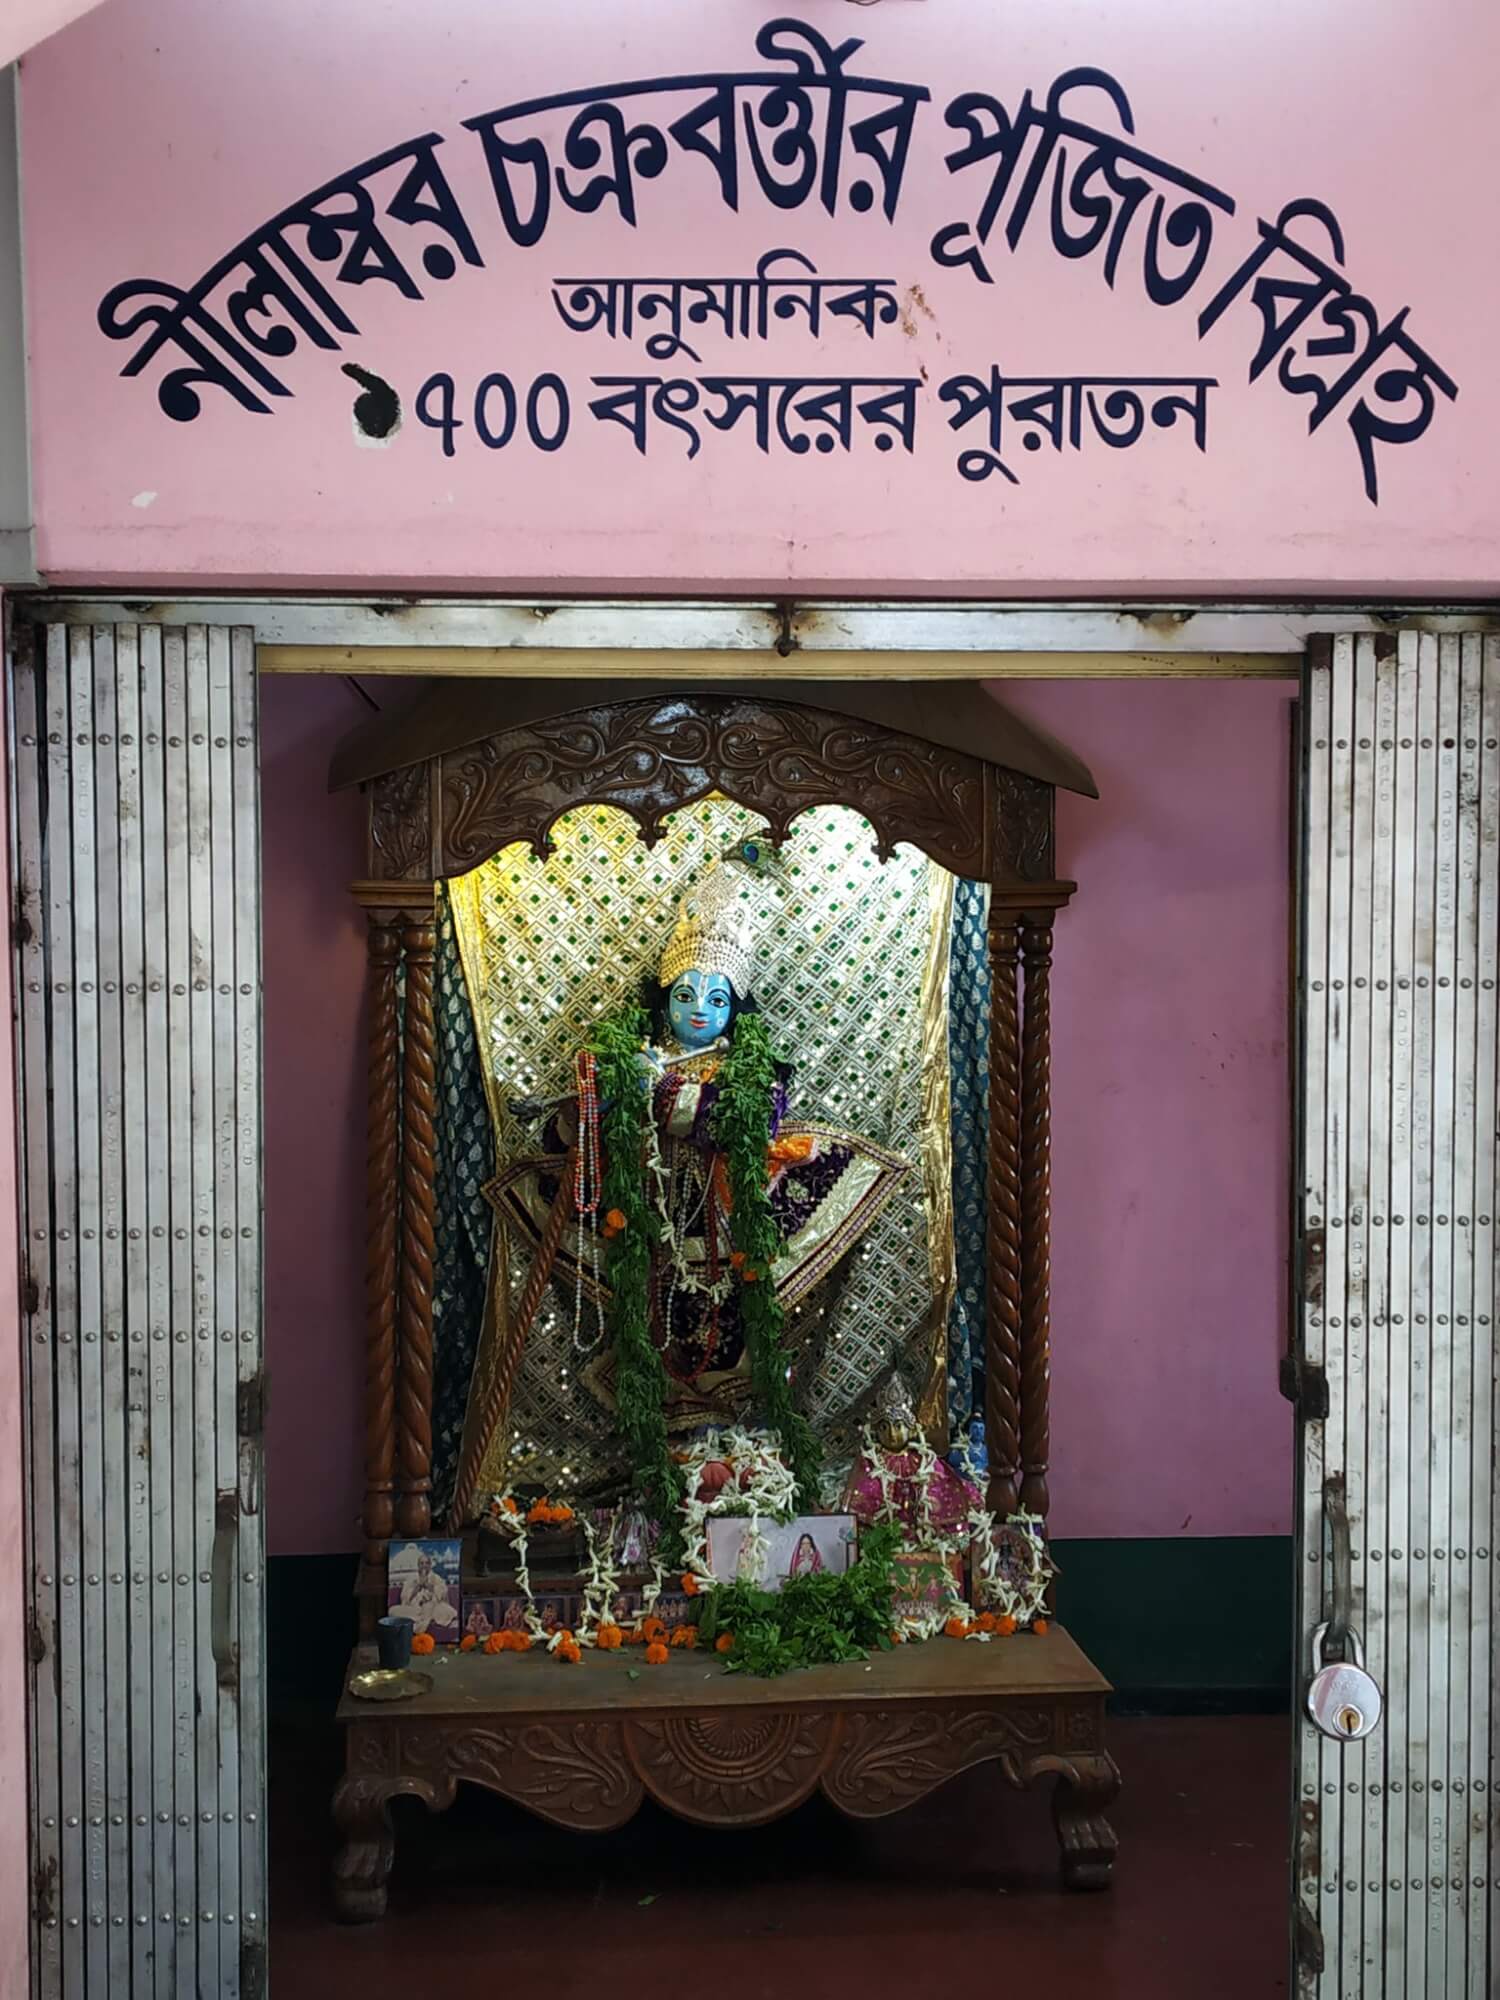 নীলাম্বর চক্রবর্ত্তীর পূজিত বিগ্রহ
আনুমানিক
১৭০০ বৎসরের পুরাতন